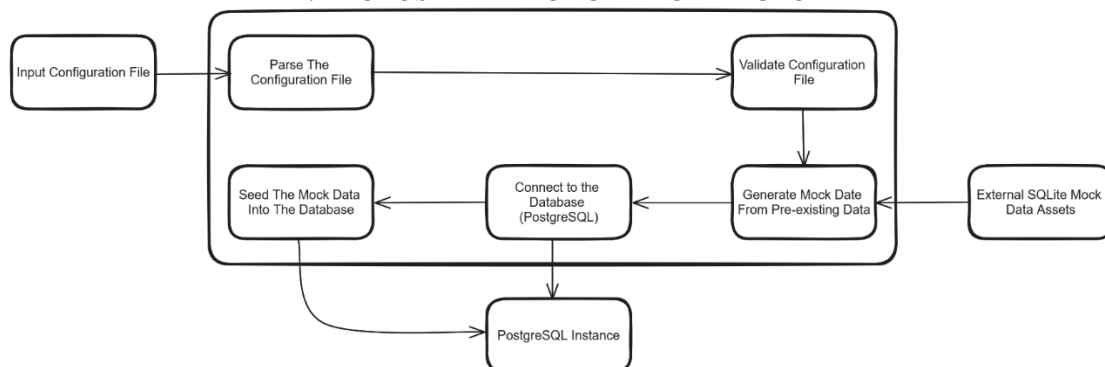 Input Configuration File
Parse The
Configuration File
Validate Configuration
File
Seed The Mock Data
Into The Database
Connect to the
Database
(PostgreSQL)
Generate Mock Date
From Pre-existing Data
External SQLite Mock
Data Assets
PostgreSQL Instance